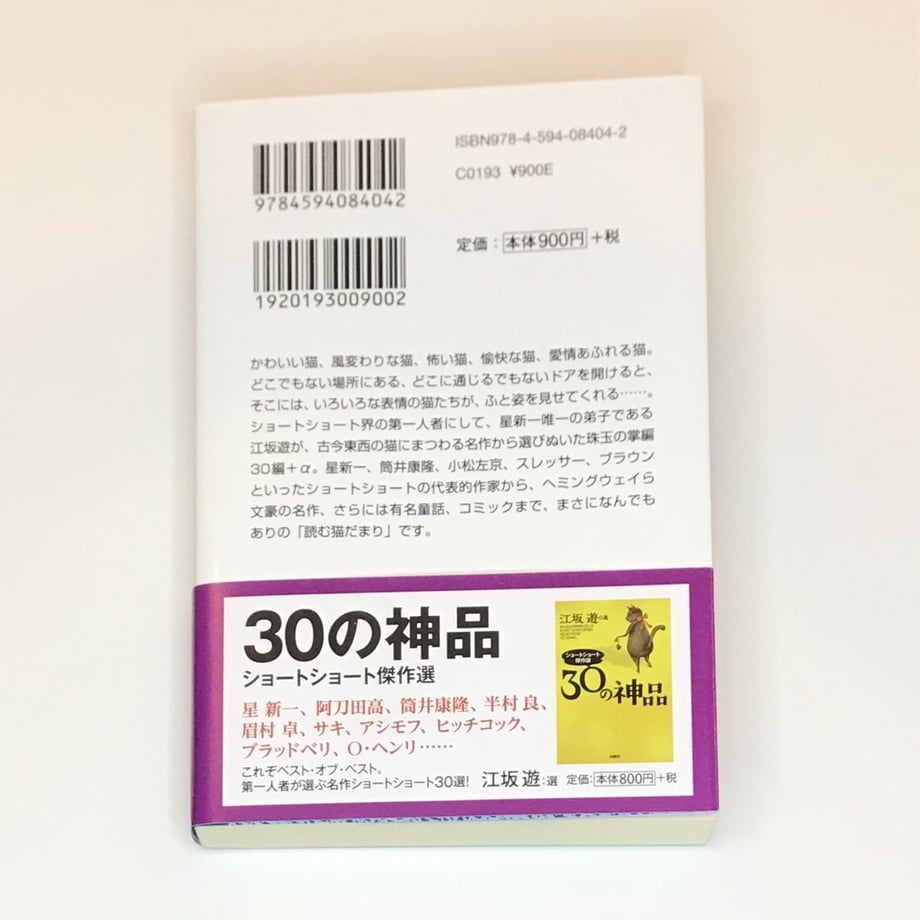 ISBN978-4-594-08404-2
C0193 ¥900E
9784594084042
定価：本体900円+税
1920193009002
かわいい猫、風変わりな猫、怖い猫、愉快な猫、愛情あふれる猫。
どこでもない場所にある、どこに通じるでもないドアを開けると、
そこには、いろいろな表情の猫たちが、ふと姿を見せてくれる……。
ショートショート界の第一人者にして、星新一唯一の弟子である
江坂遊が、古今東西の猫にまつわる名作から選びぬいた珠玉の掌編
30編＋α。星新一、筒井康隆、小松左京、スレッサー、ブラウン
といったショートショートの代表的作家から、ヘミングウェイら
文豪の名作、さらには有名童話、コミックまで、まさになんでも
ありの「読む猫だまり」です。
30の神品
ショートショート傑作選
星 新一、阿刀田高、筒井康隆、半村 良、
眉村 卓、サキ、アシモフ、ヒッチコック、
ブラッドベリ、O・ヘンリ……
これぞベスト・オブ・ベスト。
第一人者が選ぶ名作ショートショート30選! 江坂 遊：選 定価：本体800円+税
江坂 遊◎選
ショートショート
傑作選
30の神品
扶桑社